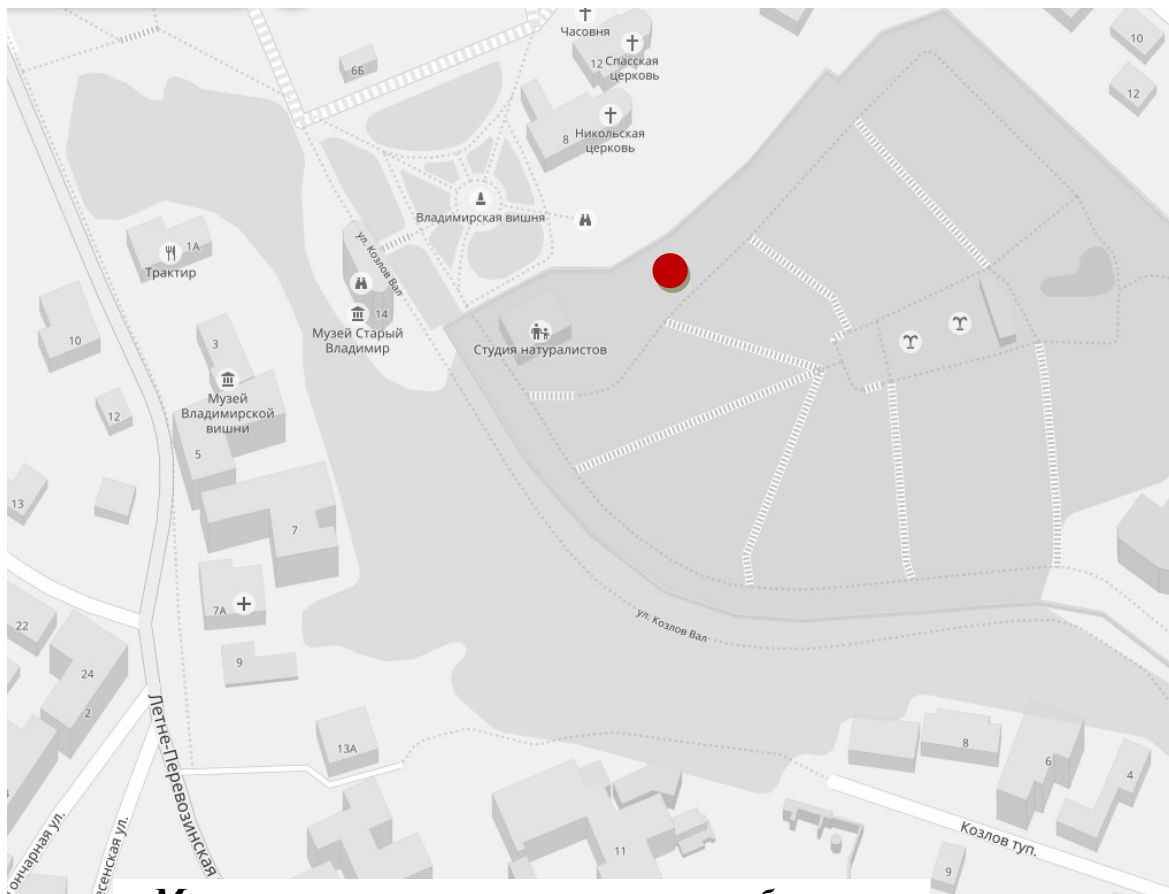 Часовня
12 Спасская
церковь
10
12
6Б
8 Никольская
церковь
Владимирская вишня
ул. Козлов Вал
1А
Трактир
14
Музей Старый
Владимир
Студия натуралистов
10
3
Музей
Владимирской
вишни
12
5
13
7
7А
ул. Козлов Вал
22
9
24
2
Летне-Перевозинская
13А
8
6
4
Козлов туп.
11
9